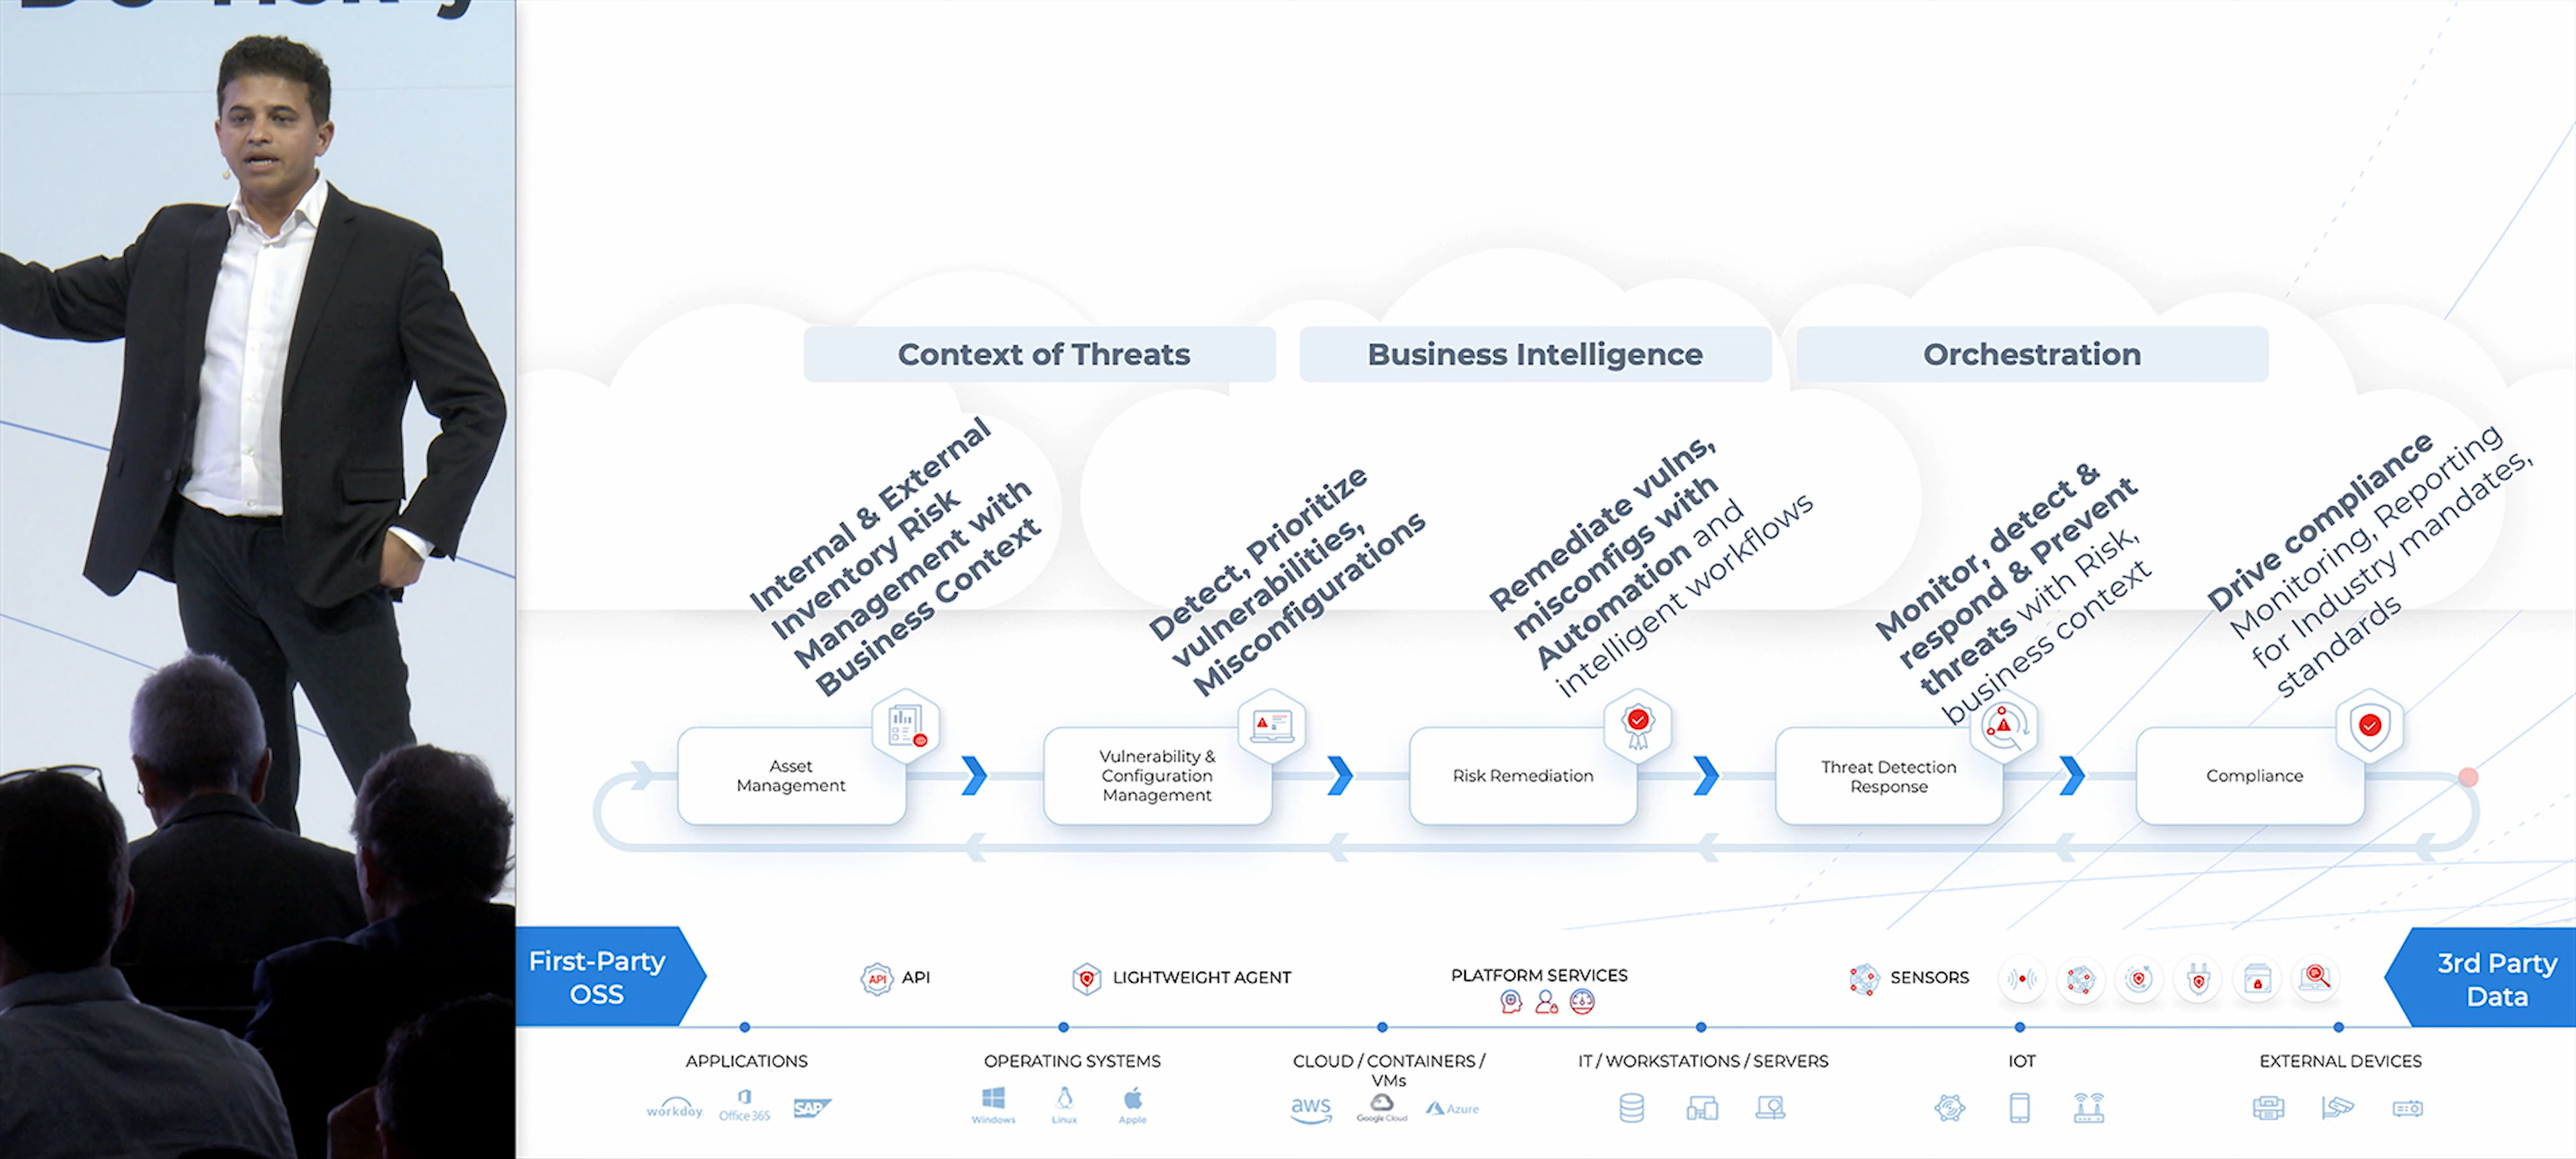 Context of Threats
Business Intelligence
Orchestration
Internal & External
Inventory Risk
Management with
Business Context
Detect, Prioritize
vulnerabilities,
Misconfigurations
Remediate vulns,
misconfigs with
Automation and
intelligent workflows
Monitor, detect &
respond & Prevent
threats with Risk,
business context
Drive compliance
Monitoring, Reporting
for Industry mandates,
standards
Asset
Management
Vulnerability &
Configuration
Management
Risk Remediation
Threat Detection
Response
Compliance
First-Party
OSS
API
API
LIGHTWEIGHT AGENT
PLATFORM SERVICES
SENSORS
3rd Party
Data
APPLICATIONS
workday
Office 365
SAP
OPERATING SYSTEMS
Windows
Linux
Apple
CLOUD / CONTAINERS /
VMs
aws
Google Cloud
Azure
IT / WORKSTATIONS / SERVERS
IOT
EXTERNAL DEVICES